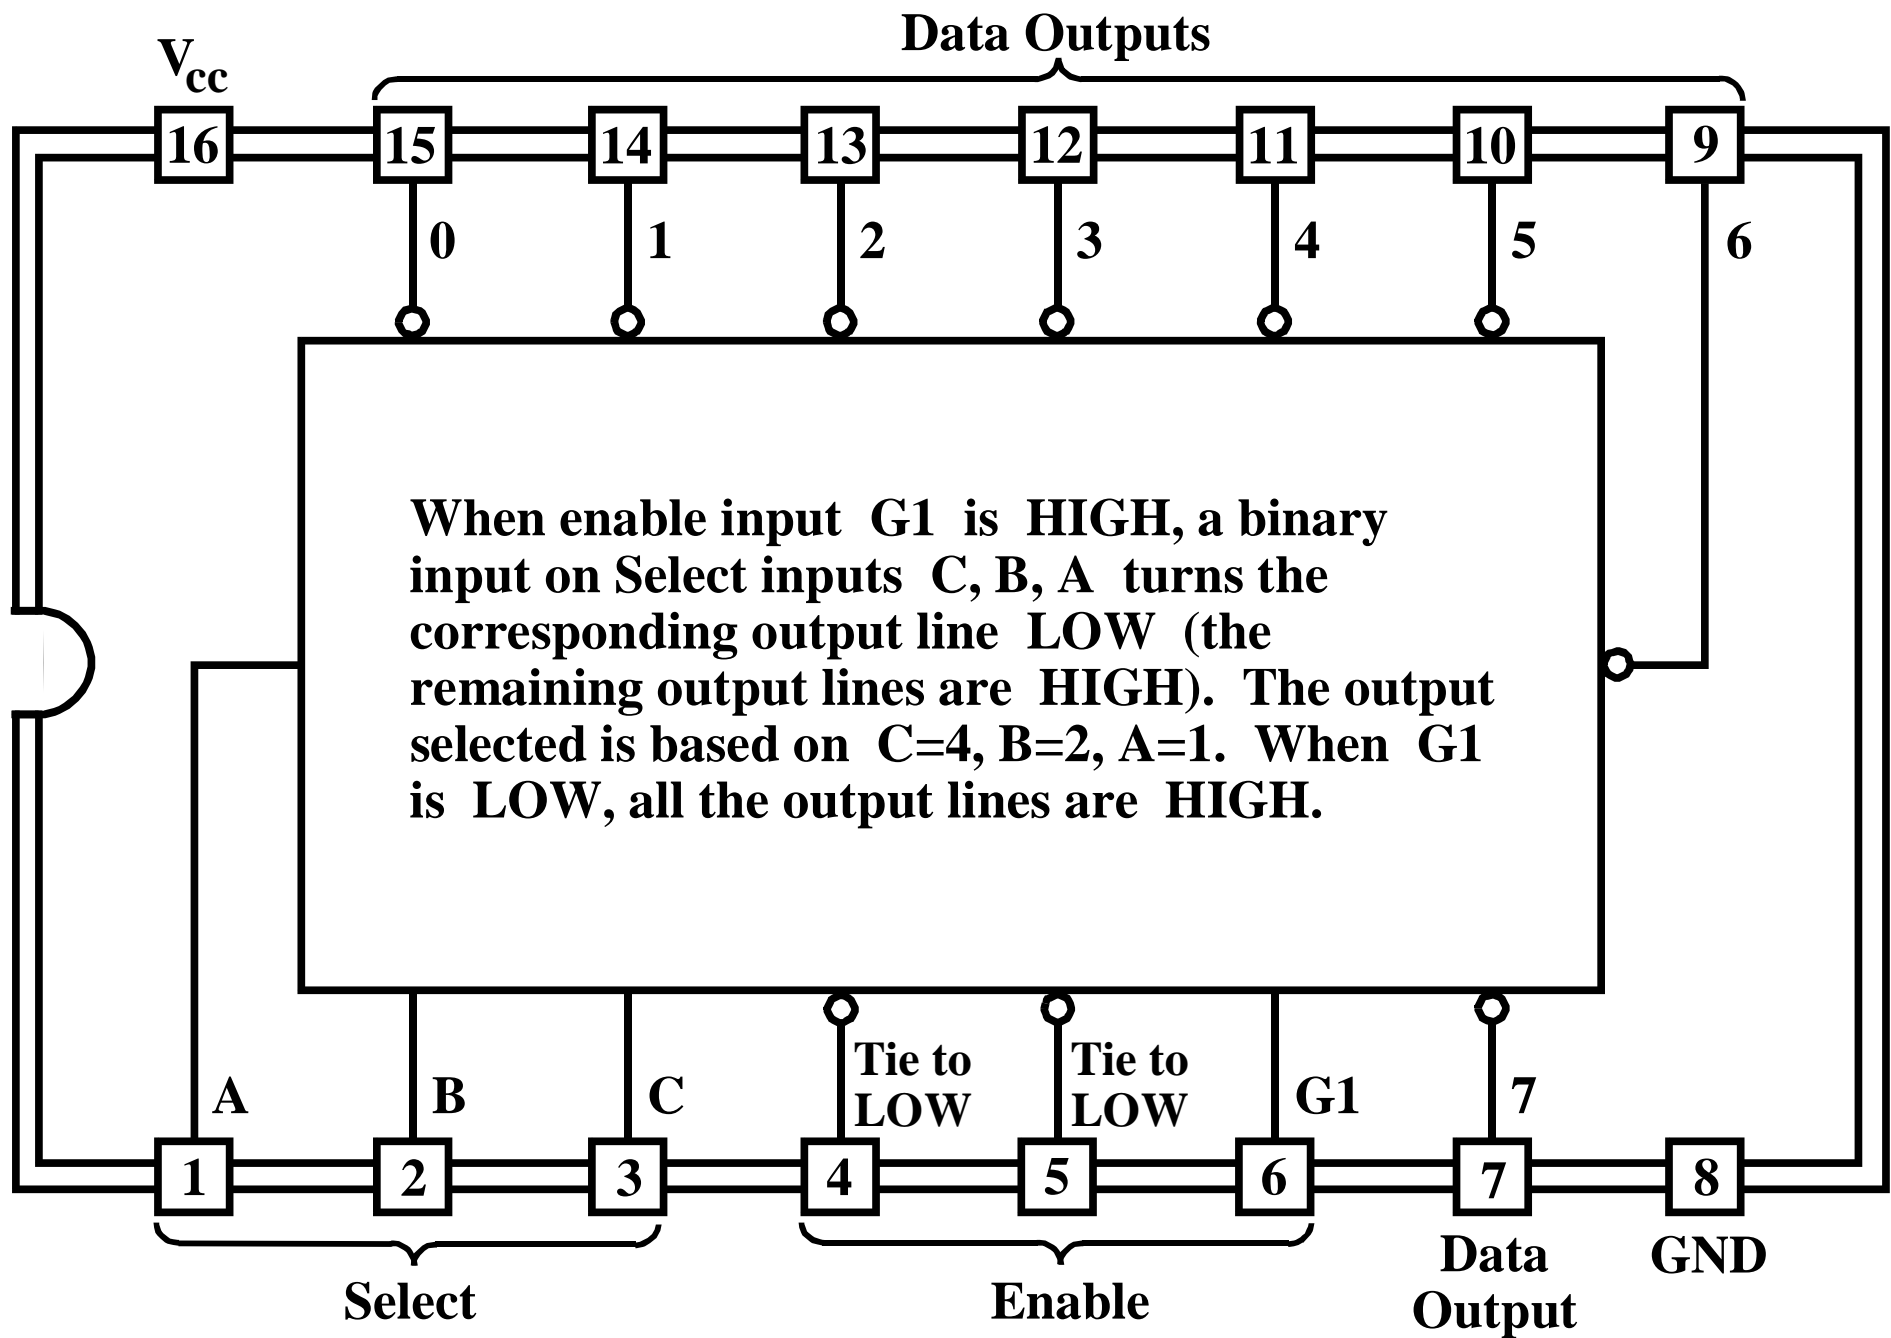 Data Outputs
Vcc
16 15 14 13 12 11 10 9
0 1 2 3 4 5 6
When enable input G1 is HIGH, a binary
input on Select inputs C, B, A turns the
corresponding output line LOW (the
remaining output lines are HIGH). The output
selected is based on C=4, B=2, A=1. When G1
is LOW, all the output lines are HIGH.
A B C Tie to LOW Tie to LOW G1 7
1 2 3 4 5 6 7 8
Select
Enable
Data
Output
GND